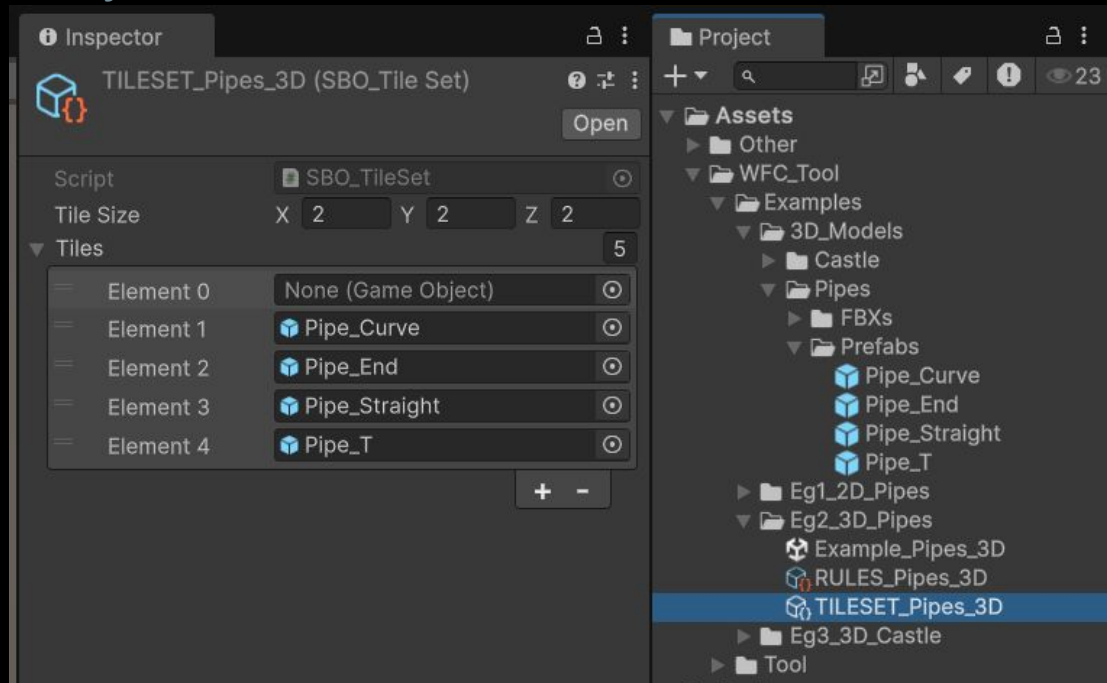 Inspector
TILESET_Pipes_3D (SBO_Tile Set)
Open
Script SBO_TileSet
Tile Size X 2 Y 2 Z 2
Tiles 5
Element 0 None (Game Object)
Element 1 Pipe_Curve
Element 2 Pipe_End
Element 3 Pipe_Straight
Element 4 Pipe_T
+ -
Project
23
Assets
Other
WFC_Tool
Examples
3D_Models
Castle
Pipes
FBXs
Prefabs
Pipe_Curve
Pipe_End
Pipe_Straight
Pipe_T
Eg1_2D_Pipes
Eg2_3D_Pipes
Example_Pipes_3D
RULES_Pipes_3D
TILESET_Pipes_3D
Eg3_3D_Castle
Tool